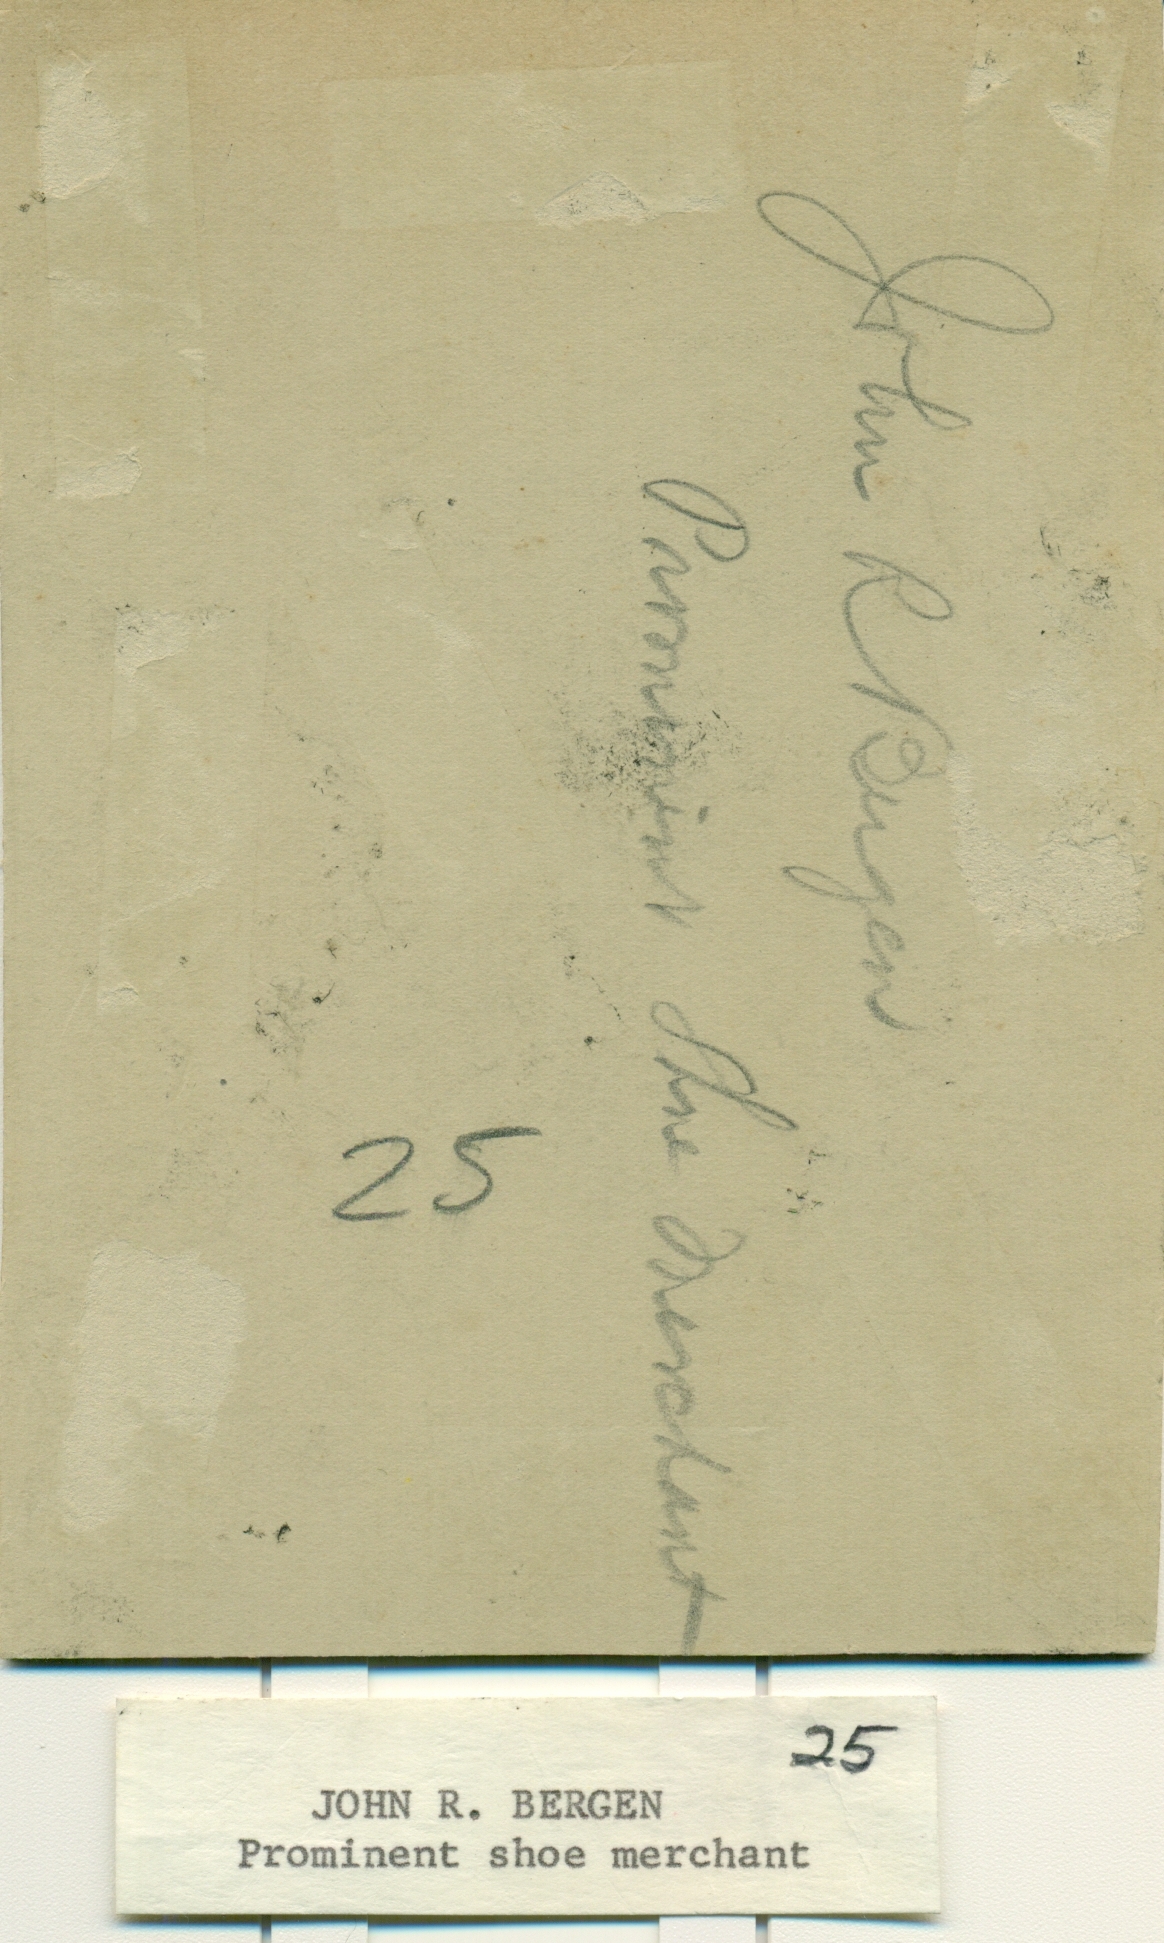 John R Bergen
Prominent Shoe Merchant
25
25
JOHN R. BERGEN
Prominent shoe merchant